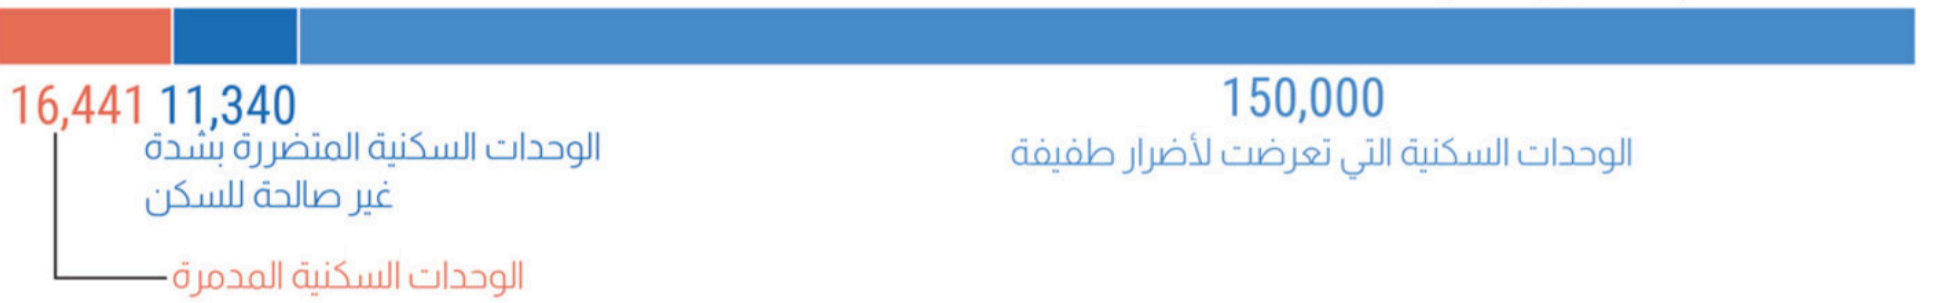 16,441
11,340
150,000
الوحدات السكنية المتضررة بشدة
غير صالحة للسكن
الوحدات السكنية التي تعرضت لأضرار طفيفة
الوحدات السكنية المدمرة